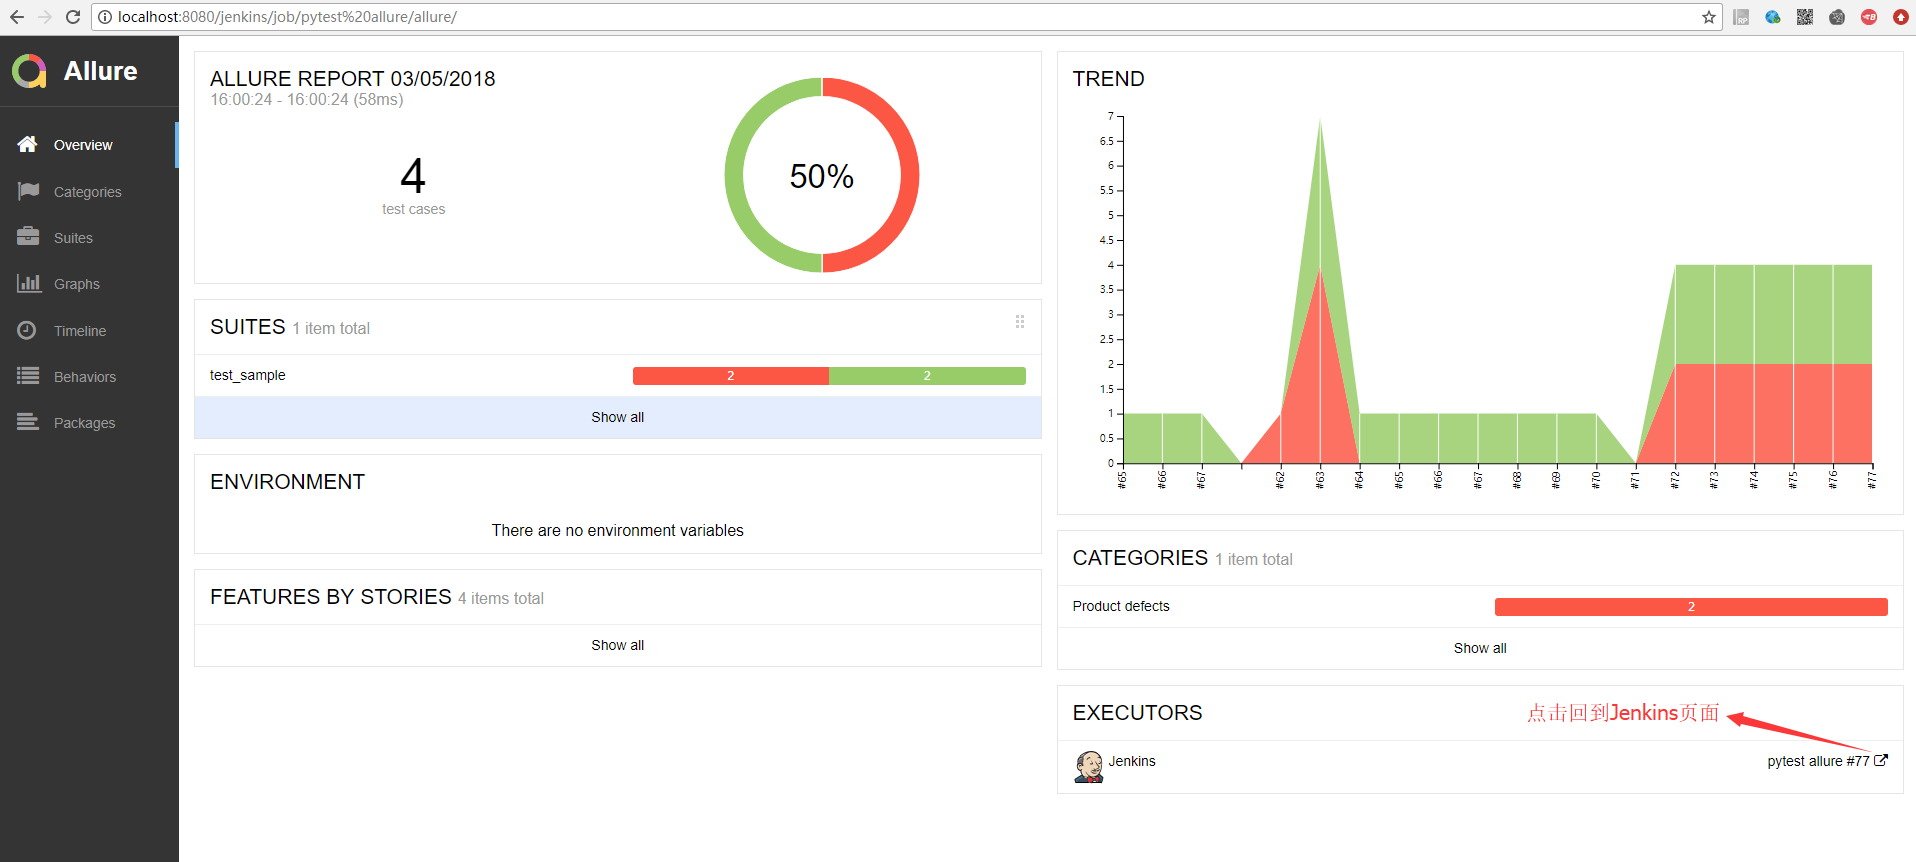 localhost:8080/jenkins/job/pytest%20allure/allure/
Allure
Overview
Categories
Suites
Graphs
Timeline
Behaviors
Packages
ALLURE REPORT 03/05/2018
16:00:24 - 16:00:24 (58ms)
4
test cases
50%
SUITES 1 item total
test_sample
2
2
Show all
ENVIRONMENT
There are no environment variables
FEATURES BY STORIES 4 items total
Show all
TREND
7
6.5
6
5.5
5
4.5
4
3.5
3
2.5
2
1.5
1
0.5
0
#65
#66
#67
#62
#63
#64
#65
#66
#67
#68
#69
#70
#71
#72
#73
#74
#75
#76
#77
CATEGORIES 1 item total
Product defects
2
Show all
EXECUTORS
点击回到Jenkins页面
Jenkins
pytest allure #77